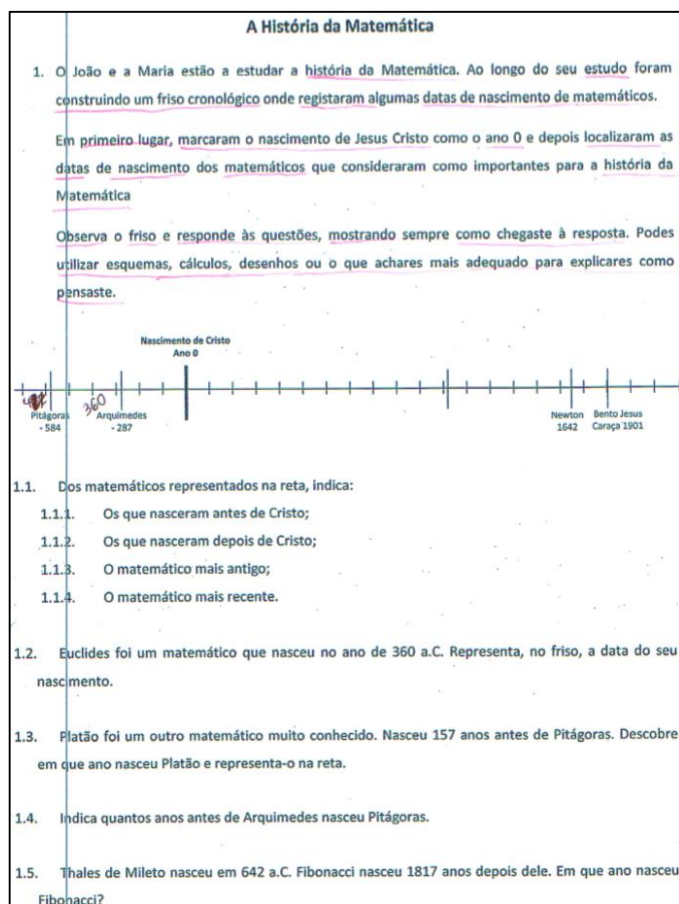 A História da Matemática
1. O João e a Maria estão a estudar a história da Matemática. Ao longo do seu estudo foram
construindo um friso cronológico onde registaram algumas datas de nascimento de matemáticos.
Em primeiro lugar, marcaram o nascimento de Jesus Cristo como o ano 0 e depois localizaram as
datas de nascimento dos matemáticos que consideraram como importantes para a história da
Matemática
Observa o friso e responde às questões, mostrando sempre como chegaste à resposta. Podes
utilizar esquemas, cálculos, desenhos ou o que achares mais adequado para explicares como
pensaste.
Nascimento de Cristo
Ano 0
360
Pitágoras Arquimedes Newton Bento Jesus
- 584 - 287 1642 Caraça 1901
1.1. Dos matemáticos representados na reta, indica:
1.1.1. Os que nasceram antes de Cristo;
1.1.2. Os que nasceram depois de Cristo;
1.1.3. O matemático mais antigo;
1.1.4. O matemático mais recente.
1.2. Euclides foi um matemático que nasceu no ano de 360 a.C. Representa, no friso, a data do seu
nascimento.
1.3. Platão foi um outro matemático muito conhecido. Nasceu 157 anos antes de Pitágoras. Descobre
em que ano nasceu Platão e representa-o na reta.
1.4. Indica quantos anos antes de Arquimedes nasceu Pitágoras.
1.5. Thales de Mileto nasceu em 642 a.C. Fibonacci nasceu 1817 anos depois dele. Em que ano nasceu
Fibonacci?